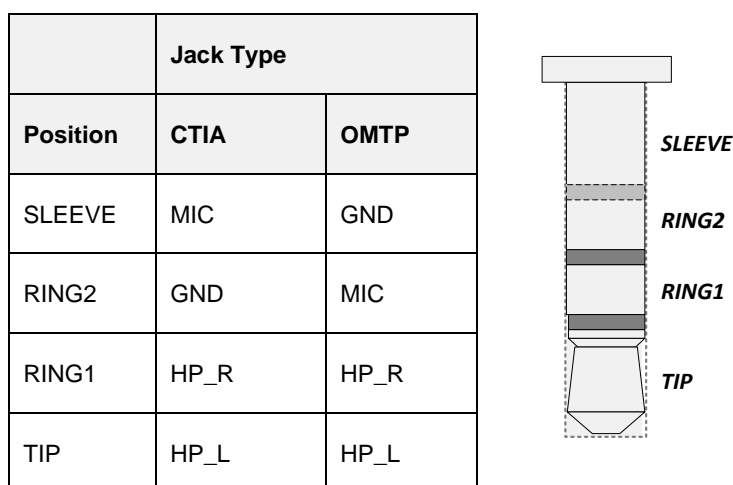 Jack Type
Position CTIA OMTP
SLEEVE MIC GND
RING2 GND MIC
RING1 HP_R HP_R
TIP HP_L HP_L
SLEEVE
RING2
RING1
TIP